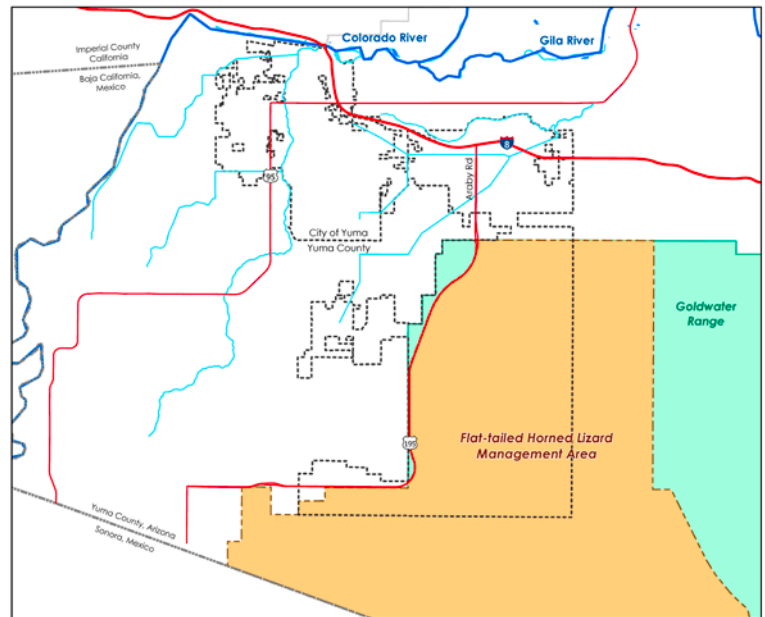 Colorado River
Gila River
Imperial County
California
Baja California,
Mexico
8
95
Araby Rd
City of Yuma
Yuma County
Goldwater
Range
195
Flat-tailed Horned Lizard
Management Area
Yuma County, Arizona
Sonora, Mexico